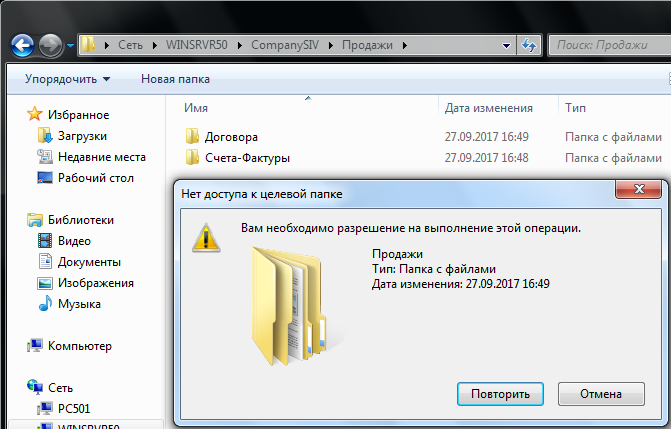 Сеть ▸ WINSRVR50 ▸ CompanySIV ▸ Продажи ▸
Поиск: Продажи
Упорядочить ▾ Новая папка
Имя Дата изменения Тип
Избранное
Загрузки
Недавние места
Рабочий стол
Библиотеки
Видео
Документы
Изображения
Музыка
Компьютер
Сеть
PC501
WINSRVR50
Договора 27.09.2017 16:49 Папка с файлами
Счета-Фактуры 27.09.2017 16:48 Папка с файлами
Нет доступа к целевой папке
Вам необходимо разрешение на выполнение этой операции.
Продажи
Тип: Папка с файлами
Дата изменения: 27.09.2017 16:49
Повторить Отмена